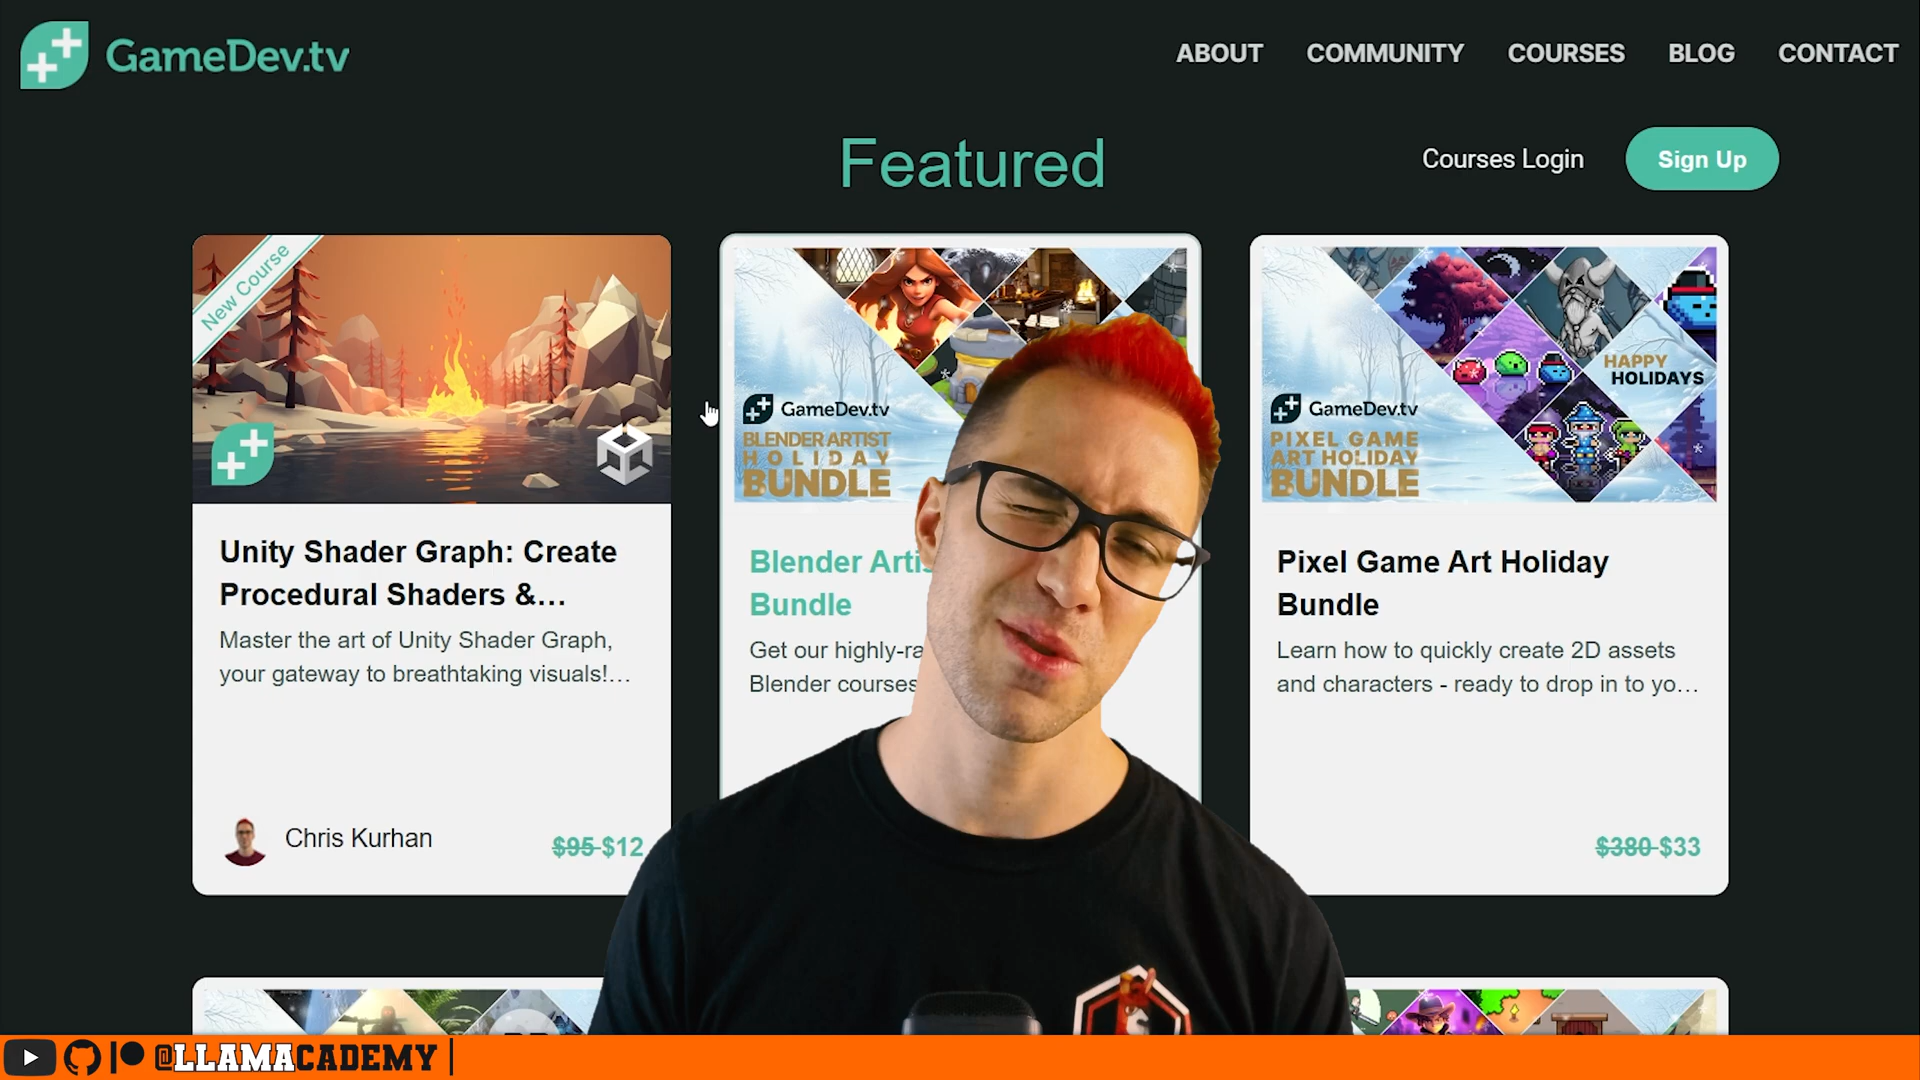 GameDev.tv
ABOUT COMMUNITY COURSES BLOG CONTACT
Featured
Courses Login
Sign Up
New Course
Unity Shader Graph: Create
Procedural Shaders &...
Master the art of Unity Shader Graph,
your gateway to breathtaking visuals!...
Chris Kurhan
$95 $12
GameDev.tv
BLENDER ARTIST
HOLIDAY
BUNDLE
Blender
Bundle
Get our
Blender courses
HAPPY
HOLIDAYS
GameDev.tv
PIXEL GAME
ART HOLIDAY
BUNDLE
Pixel Game Art Holiday
Bundle
Learn how to quickly create 2D assets
and characters - ready to drop in to yo...
$380 $33
@LLAMACADEMY